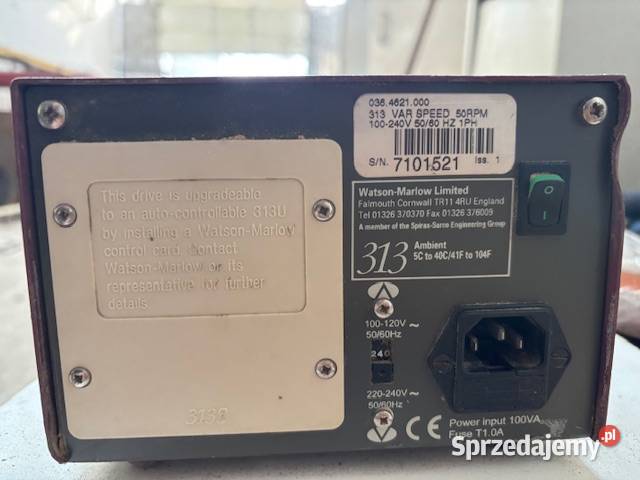 036.4621.000
313 VAR SPEED 50RPM
100-240V 50/60 HZ 1PH
S/N. 7101521 Iss. 1
This drive is upgradeable
to an auto-controllable 313U
by installing a Watson-Marlow
control card. Contact
Watson-Marlow or its
representative for further
details.
Watson-Marlow Limited
Falmouth Cornwall TR11 4RU England
Tel 01326 370370 Fax 01326 376009
A member of the Spirax-Sarco Engineering Group
313 Ambient
5C to 40C/41F to 104F
100-120V ~
50/60Hz
240
220-240V ~
50/60Hz
CE
Power input 100VA
Fuse T1.0A
Sprzedajemy.pl